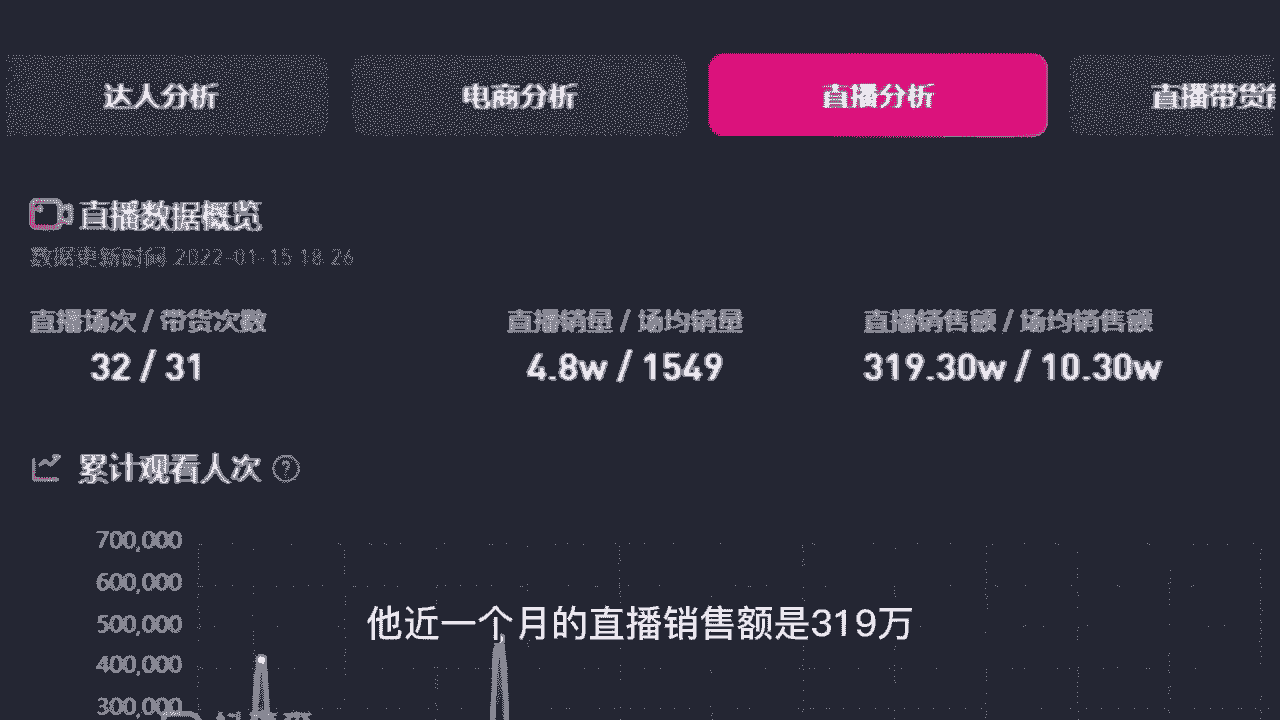 达人分析 电商分析 直播分析 直播带货
直播数据概览
数据更新时间 2022-01-15 18:26
直播场次 / 带货次数 直播销量 / 场均销量 直播销售额 / 场均销售额
32 / 31 4.8w / 1549 319.30w / 10.30w
累计观看人次 ?
700,000
600,000
500,000
他近一个月的直播销售额是319万
400,000
300,000